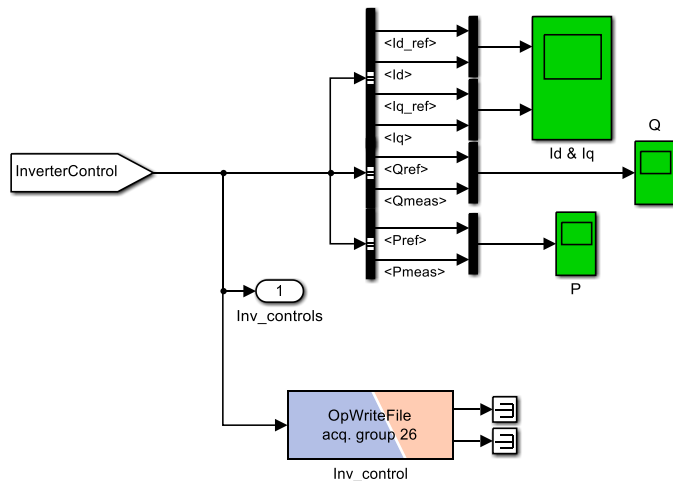 <Id_ref>
<Id>
<Iq_ref>
<Iq>
Id & Iq
Q
InverterControl
<Qref>
<Qmeas>
<Pref>
<Pmeas>
P
1
Inv_controls
OpWriteFile
acq. group 26
Inv_control